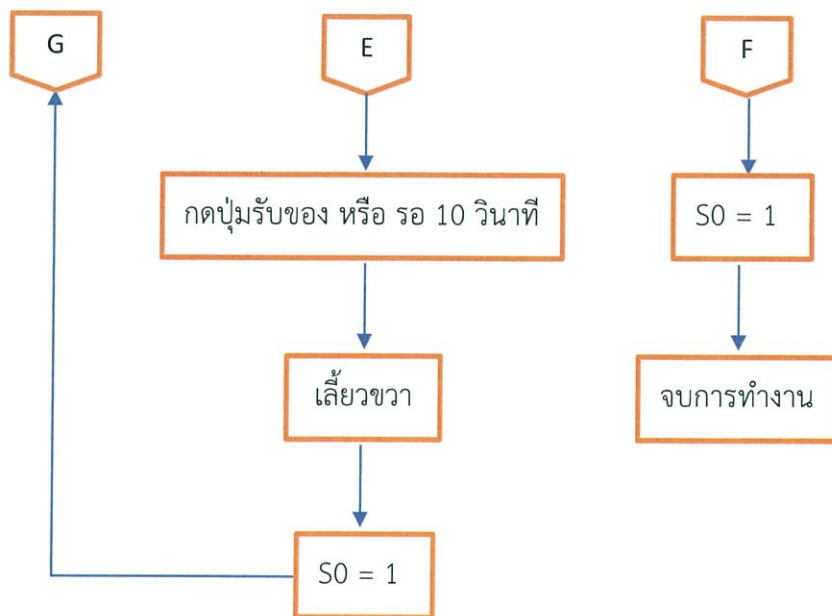 G
E
F
กดปุ่มรับของ หรือ รอ 10 วินาที
S0 = 1
เลี้ยวขวา
จบการทำงาน
S0 = 1